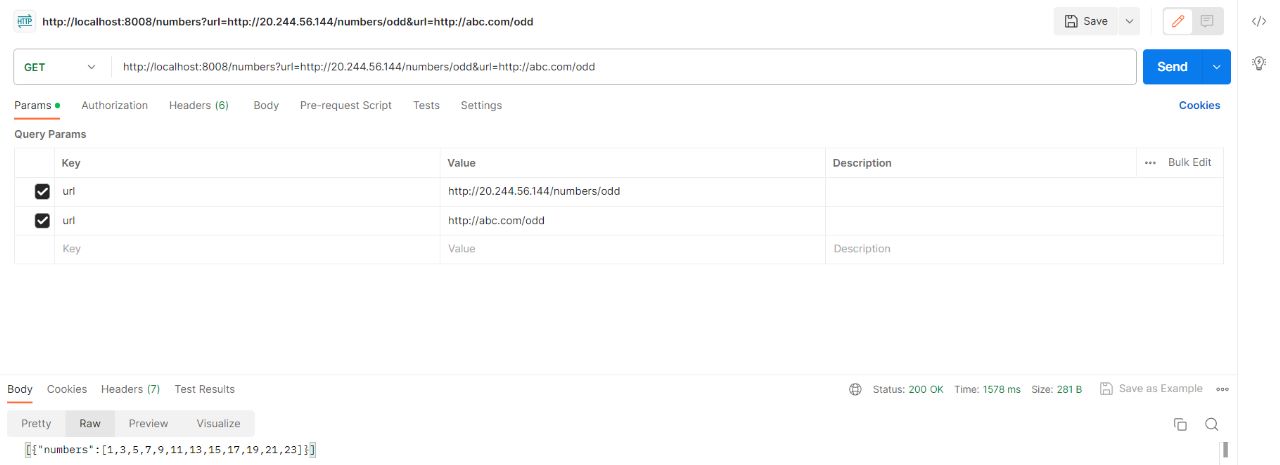 HTTP http://localhost:8008/numbers?url=http://20.244.56.144/numbers/odd&url=http://abc.com/odd Save
GET http://localhost:8008/numbers?url=http://20.244.56.144/numbers/odd&url=http://abc.com/odd Send
Params Authorization Headers (6) Body Pre-request Script Tests Settings Cookies
Query Params
Key Value Description Bulk Edit
url http://20.244.56.144/numbers/odd
url http://abc.com/odd
Key Value Description
Body Cookies Headers (7) Test Results Status: 200 OK Time: 1578 ms Size: 281 B Save as Example
Pretty Raw Preview Visualize
[{"numbers":[1,3,5,7,9,11,13,15,17,19,21,23]}]